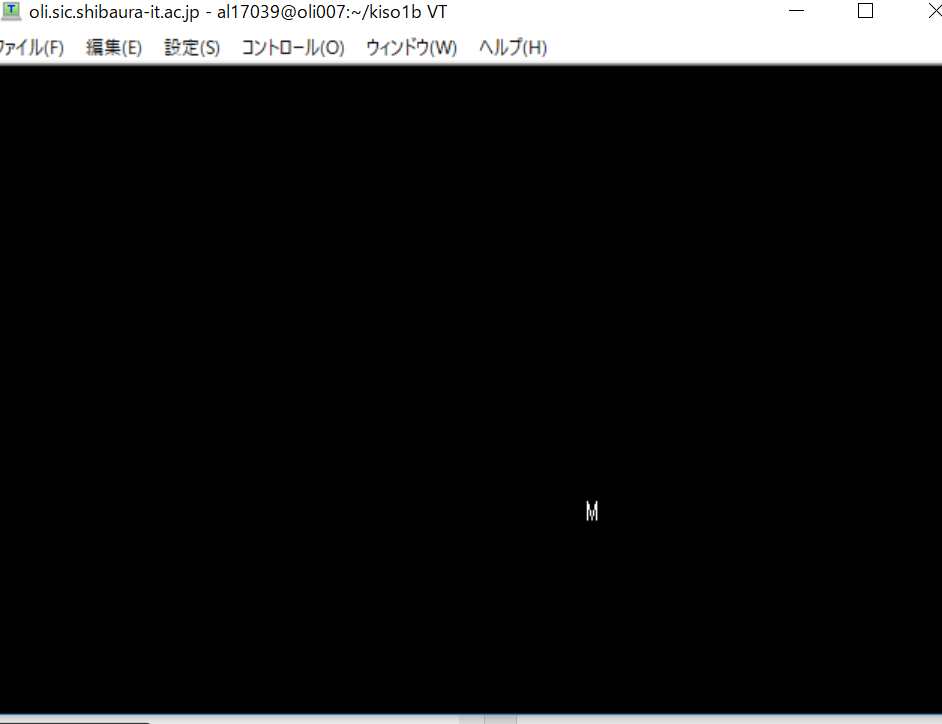 T oli.sic.shibaura-it.ac.jp - al17039@oli007:~/kiso1b VT
ファイル(F) 編集(E) 設定(S) コントロール(O) ウィンドウ(W) ヘルプ(H)
M